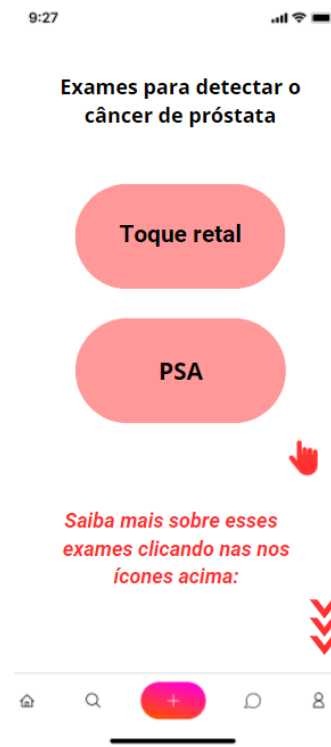 9:27
Exames para detectar o
câncer de próstata
Toque retal
PSA
Saiba mais sobre esses
exames clicando nas nos
ícones acima: